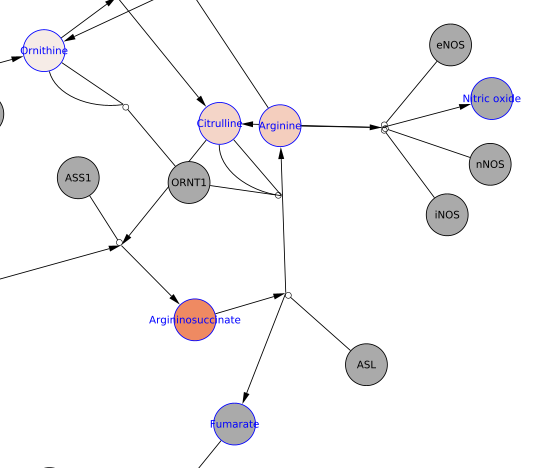 eNOS
Ornithine
Nitric oxide
Citrulline
Arginine
nNOS
ASS1
ORNT1
iNOS
Argininosuccinate
ASL
Fumarate